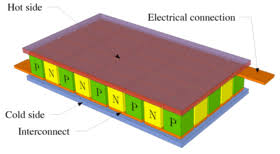 Hot side
Electrical connection
P N P N P N P N P
Cold side
Interconnect